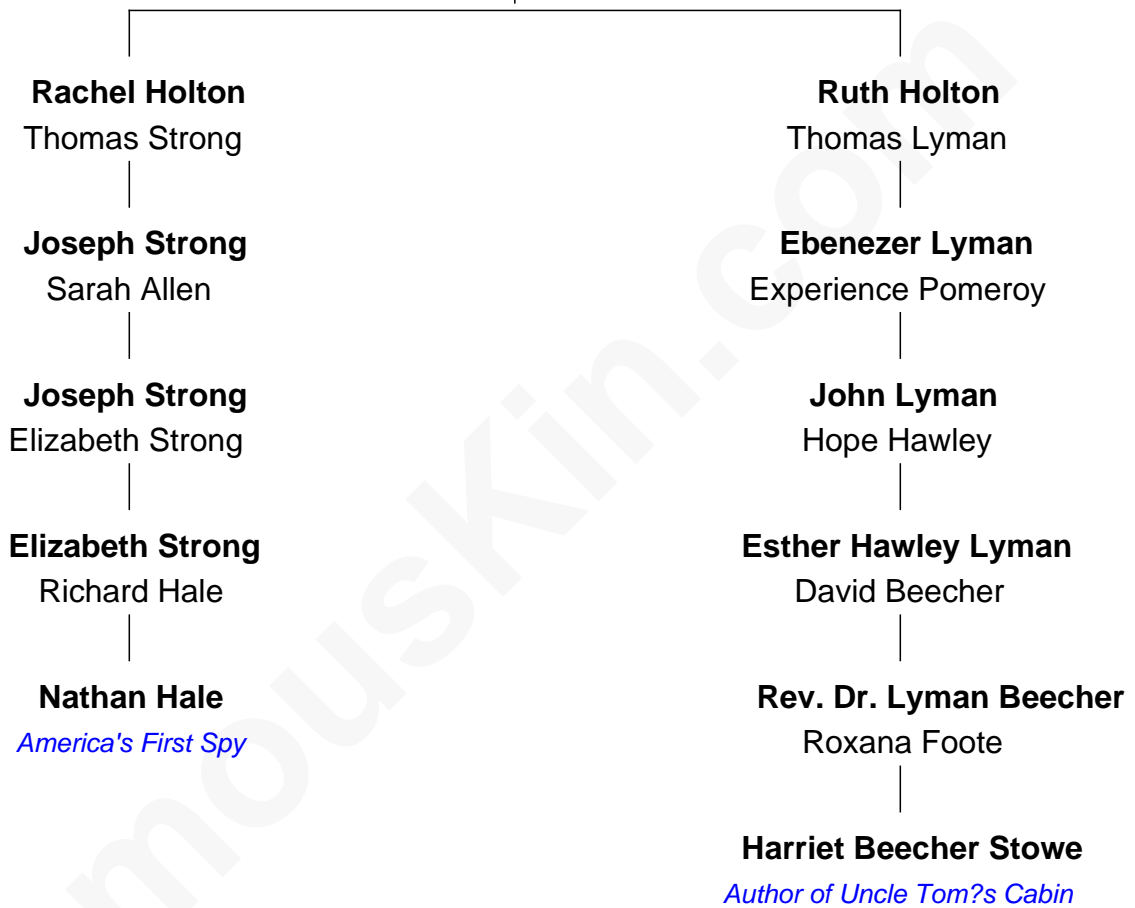 Rachel Holton
Thomas Strong
Ruth Holton
Thomas Lyman
Joseph Strong
Sarah Allen
Ebenezer Lyman
Experience Pomeroy
Joseph Strong
Elizabeth Strong
John Lyman
Hope Hawley
Elizabeth Strong
Richard Hale
Esther Hawley Lyman
David Beecher
Nathan Hale
America's First Spy
Rev. Dr. Lyman Beecher
Roxana Foote
Harriet Beecher Stowe
Author of Uncle Tom?s Cabin
mousKin.com